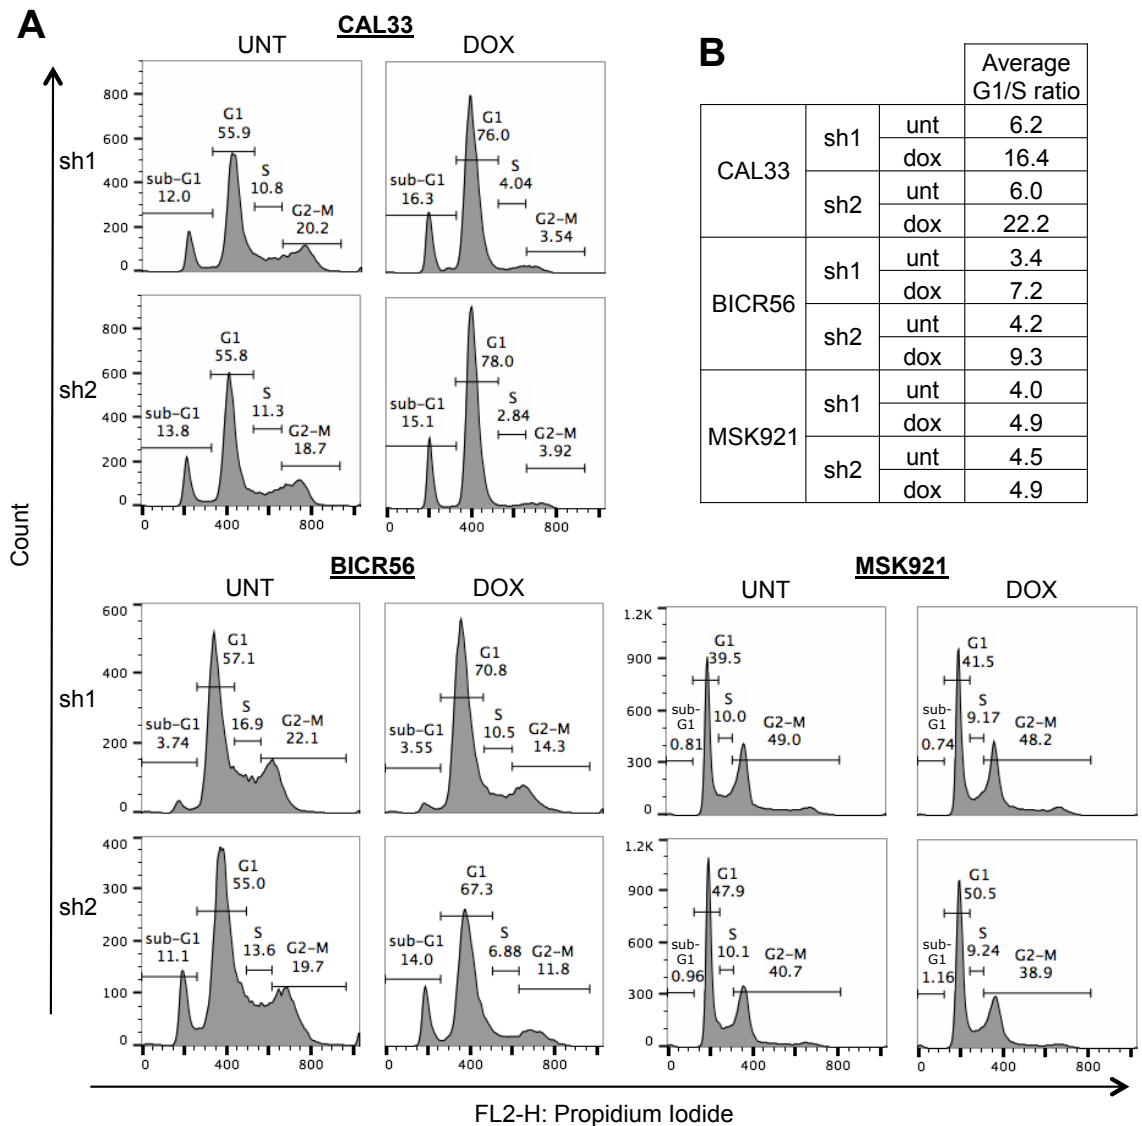 A
CAL33
UNT
DOX
sh1
800
600
400
200
0
sub-G1
12.0
G1
55.9
S
10.8
G2-M
20.2
sub-G1
16.3
G1
76.0
S
4.04
G2-M
3.54
sh2
800
600
400
200
0
sub-G1
13.8
G1
55.8
S
11.3
G2-M
18.7
0
400
800
sub-G1
15.1
G1
78.0
S
2.84
G2-M
3.92
0
400
800
B
Average
G1/S ratio
CAL33
sh1
unt
6.2
dox
16.4
sh2
unt
6.0
dox
22.2
BICR56
sh1
unt
3.4
dox
7.2
sh2
unt
4.2
dox
9.3
MSK921
sh1
unt
4.0
dox
4.9
sh2
unt
4.5
dox
4.9
Count
BICR56
UNT
DOX
sh1
600
400
200
0
sub-G1
3.74
G1
57.1
S
16.9
G2-M
22.1
sub-G1
3.55
G1
70.8
S
10.5
G2-M
14.3
sh2
400
300
200
100
0
sub-G1
11.1
G1
55.0
S
13.6
G2-M
19.7
0
400
800
sub-G1
14.0
G1
67.3
S
6.88
G2-M
11.8
0
400
800
MSK921
UNT
DOX
1.2K
900
600
300
0
sub-
G1
0.81
G1
39.5
S
10.0
G2-M
49.0
sub-
G1
0.74
G1
41.5
S
9.17
G2-M
48.2
1.2K
900
600
300
0
sub-
G1
0.96
G1
47.9
S
10.1
G2-M
40.7
0
400
800
sub-
G1
1.16
G1
50.5
S
9.24
G2-M
38.9
0
400
800
FL2-H: Propidium Iodide